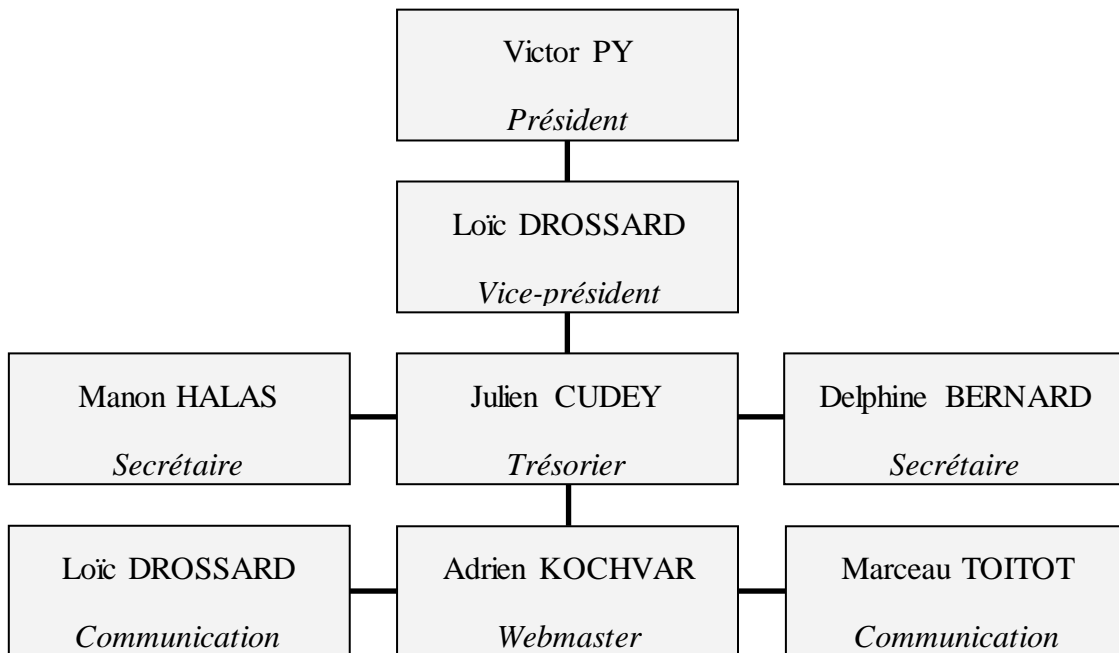 Victor PY
Président
Loïc DROSSARD
Vice-président
Manon HALAS
Secrétaire
Julien CUDEY
Trésorier
Delphine BERNARD
Secrétaire
Loïc DROSSARD
Communication
Adrien KOCHVAR
Webmaster
Marceau TOITOT
Communication